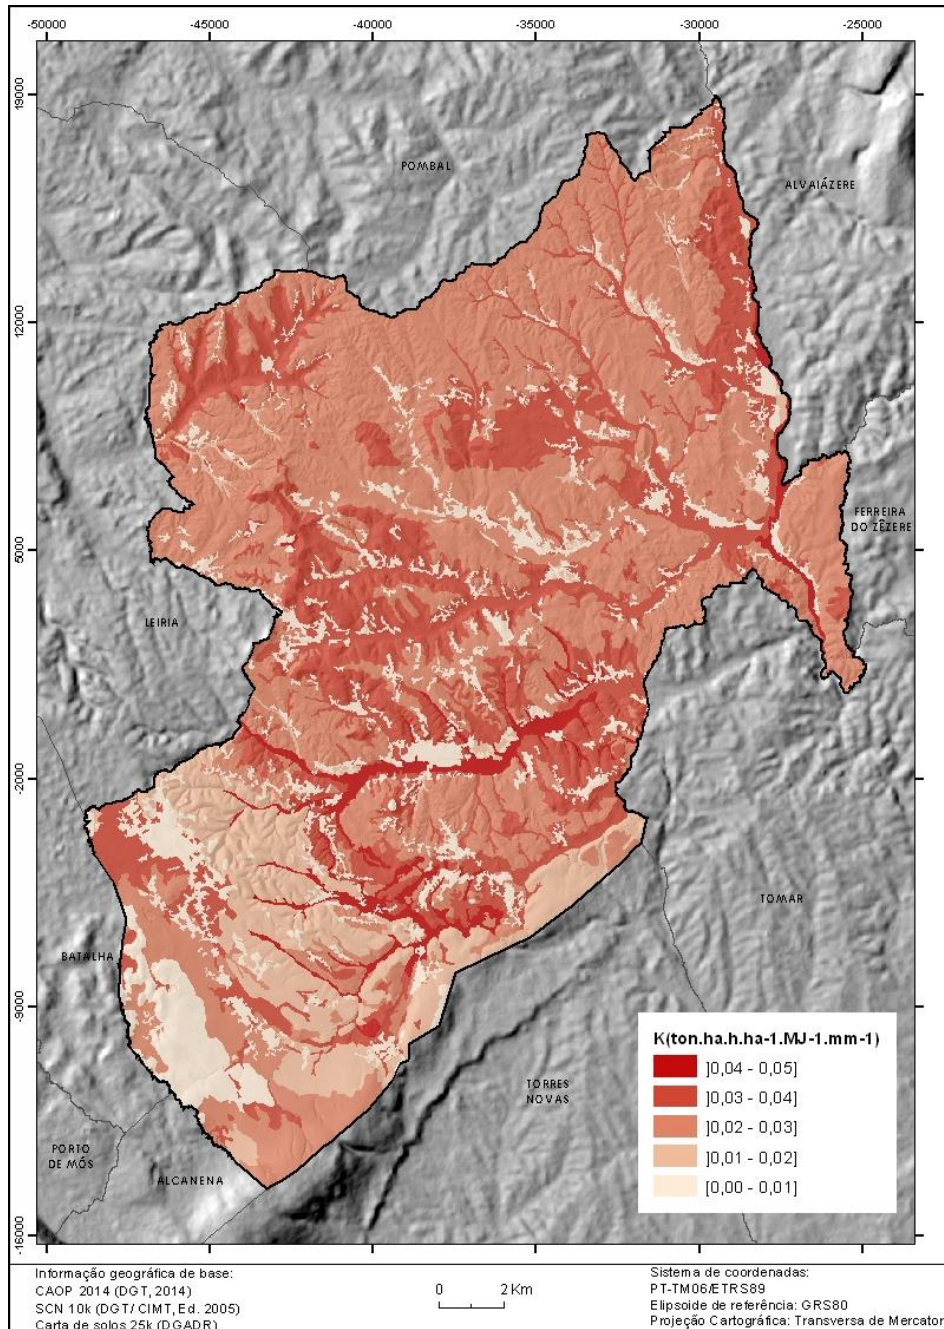 -50000
-45000
-40000
-35000
-30000
-25000
19000
12000
5000
-2000
-9000
-16000
POMBAL
ALVAIÁZERE
FERREIRA
DO ZÊZERE
LEIRIA
TOMAR
BATALHA
TORRES
NOVAS
PORTO
DE MÓS
ALCANENA
K(ton.ha.h.ha-1.MJ-1.mm-1)
]0,04 - 0,05]
]0,03 - 0,04]
]0,02 - 0,03]
]0,01 - 0,02]
[0,00 - 0,01]
Informação geográfica de base:
CAOP 2014 (DGT, 2014)
SCN 10k (DGT/ CIMT, Ed. 2005)
Carta de solos 25k (DGADR)
0 2 Km
Sistema de coordenadas:
PT-TM06/ETRS89
Elipsoide de referência: GRS80
Projeção Cartográfica: Transversa de Mercator